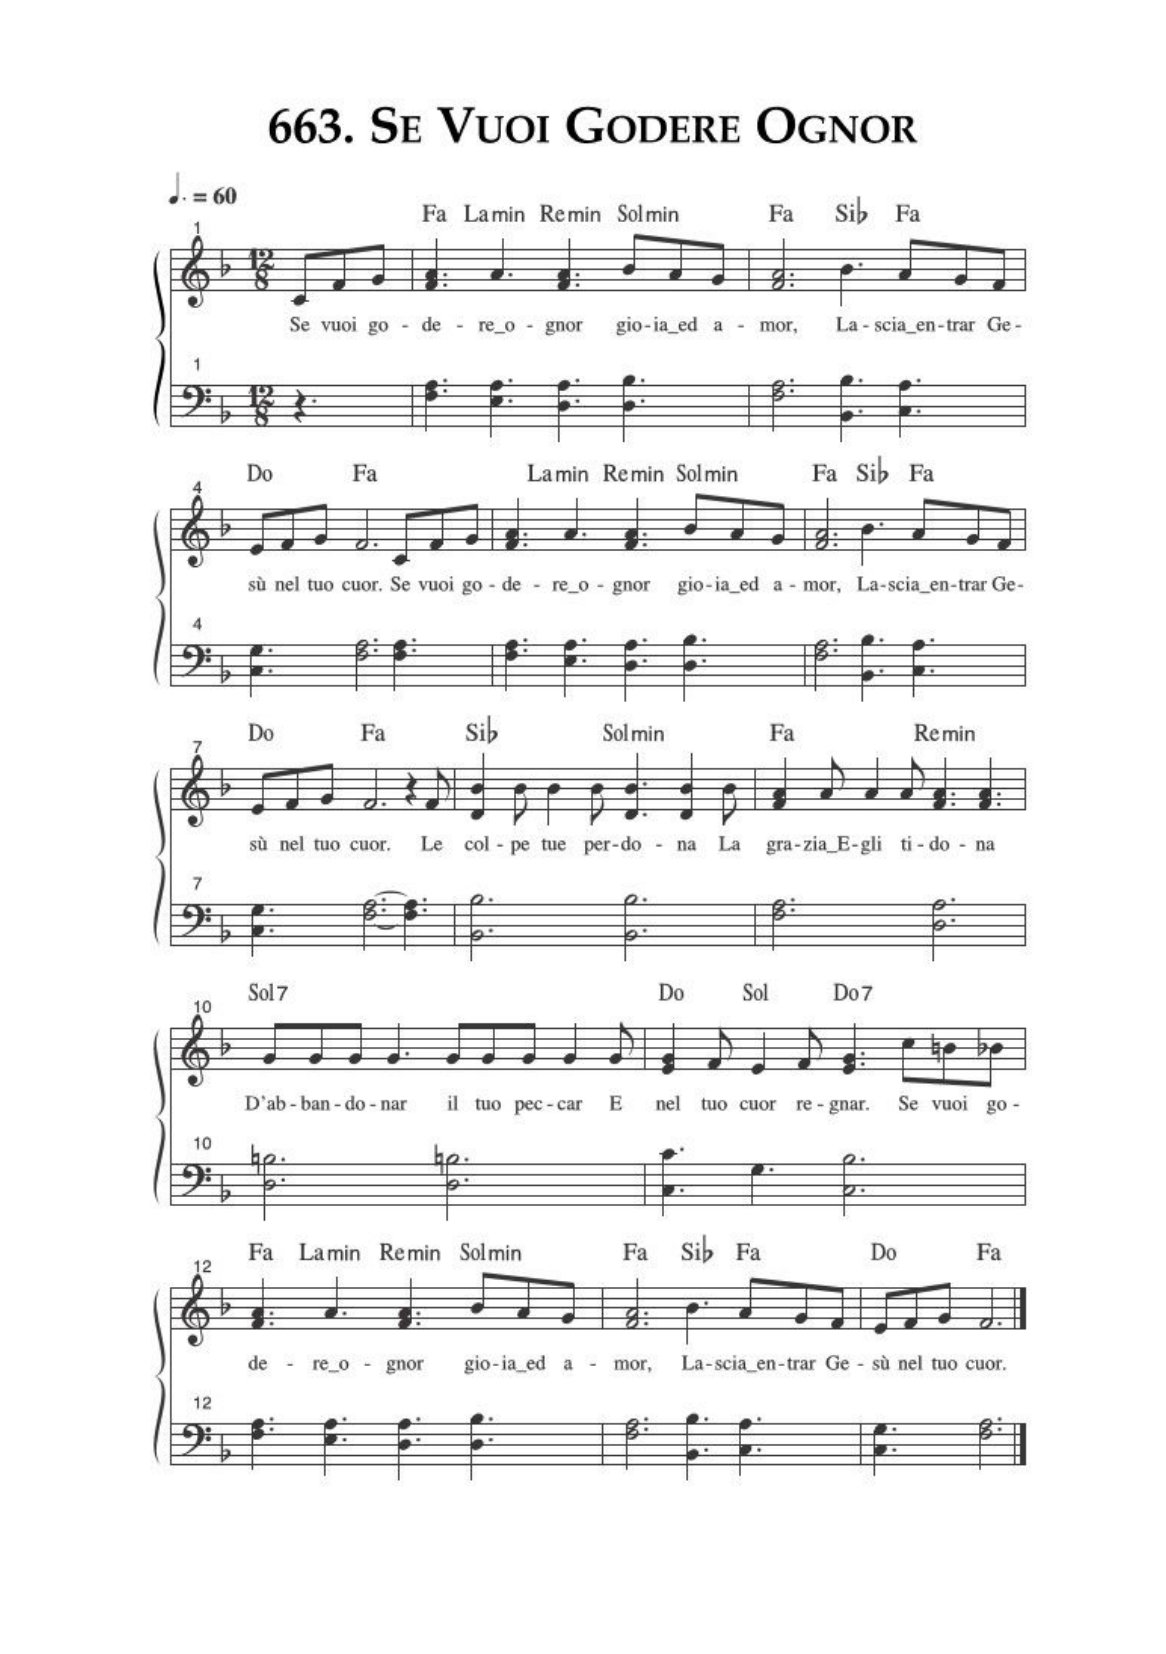 663. SE VUOI GODERE OGNOR
♩. = 60
Fa Lamin Remin Solmin Fa Si♭ Fa
1
12 8
Se vuoi go - de - re_o - gnor gio-ia_ed a - mor, La-scia_en-trar Ge-
1
12 8
Do Fa Lamin Remin Solmin Fa Si♭ Fa
4
sù nel tuo cuor. Se vuoi go-de - re_o - gnor gio-ia_ed a - mor, La-scia_en-trar Ge-
4
Do Fa Si♭ Solmin Fa Remin
7
sù nel tuo cuor. Le col-pe tue per-do - na La gra-zia_E-gli ti-do - na
7
Sol7 Do Sol Do7
10
D'ab-ban-do-nar il tuo pec-car E nel tuo cuor re-gnar. Se vuoi go-
10
Fa Lamin Remin Solmin Fa Si♭ Fa Do Fa
12
de - re_o - gnor gio-ia_ed a - mor, La-scia_en-trar Ge - sù nel tuo cuor.
12